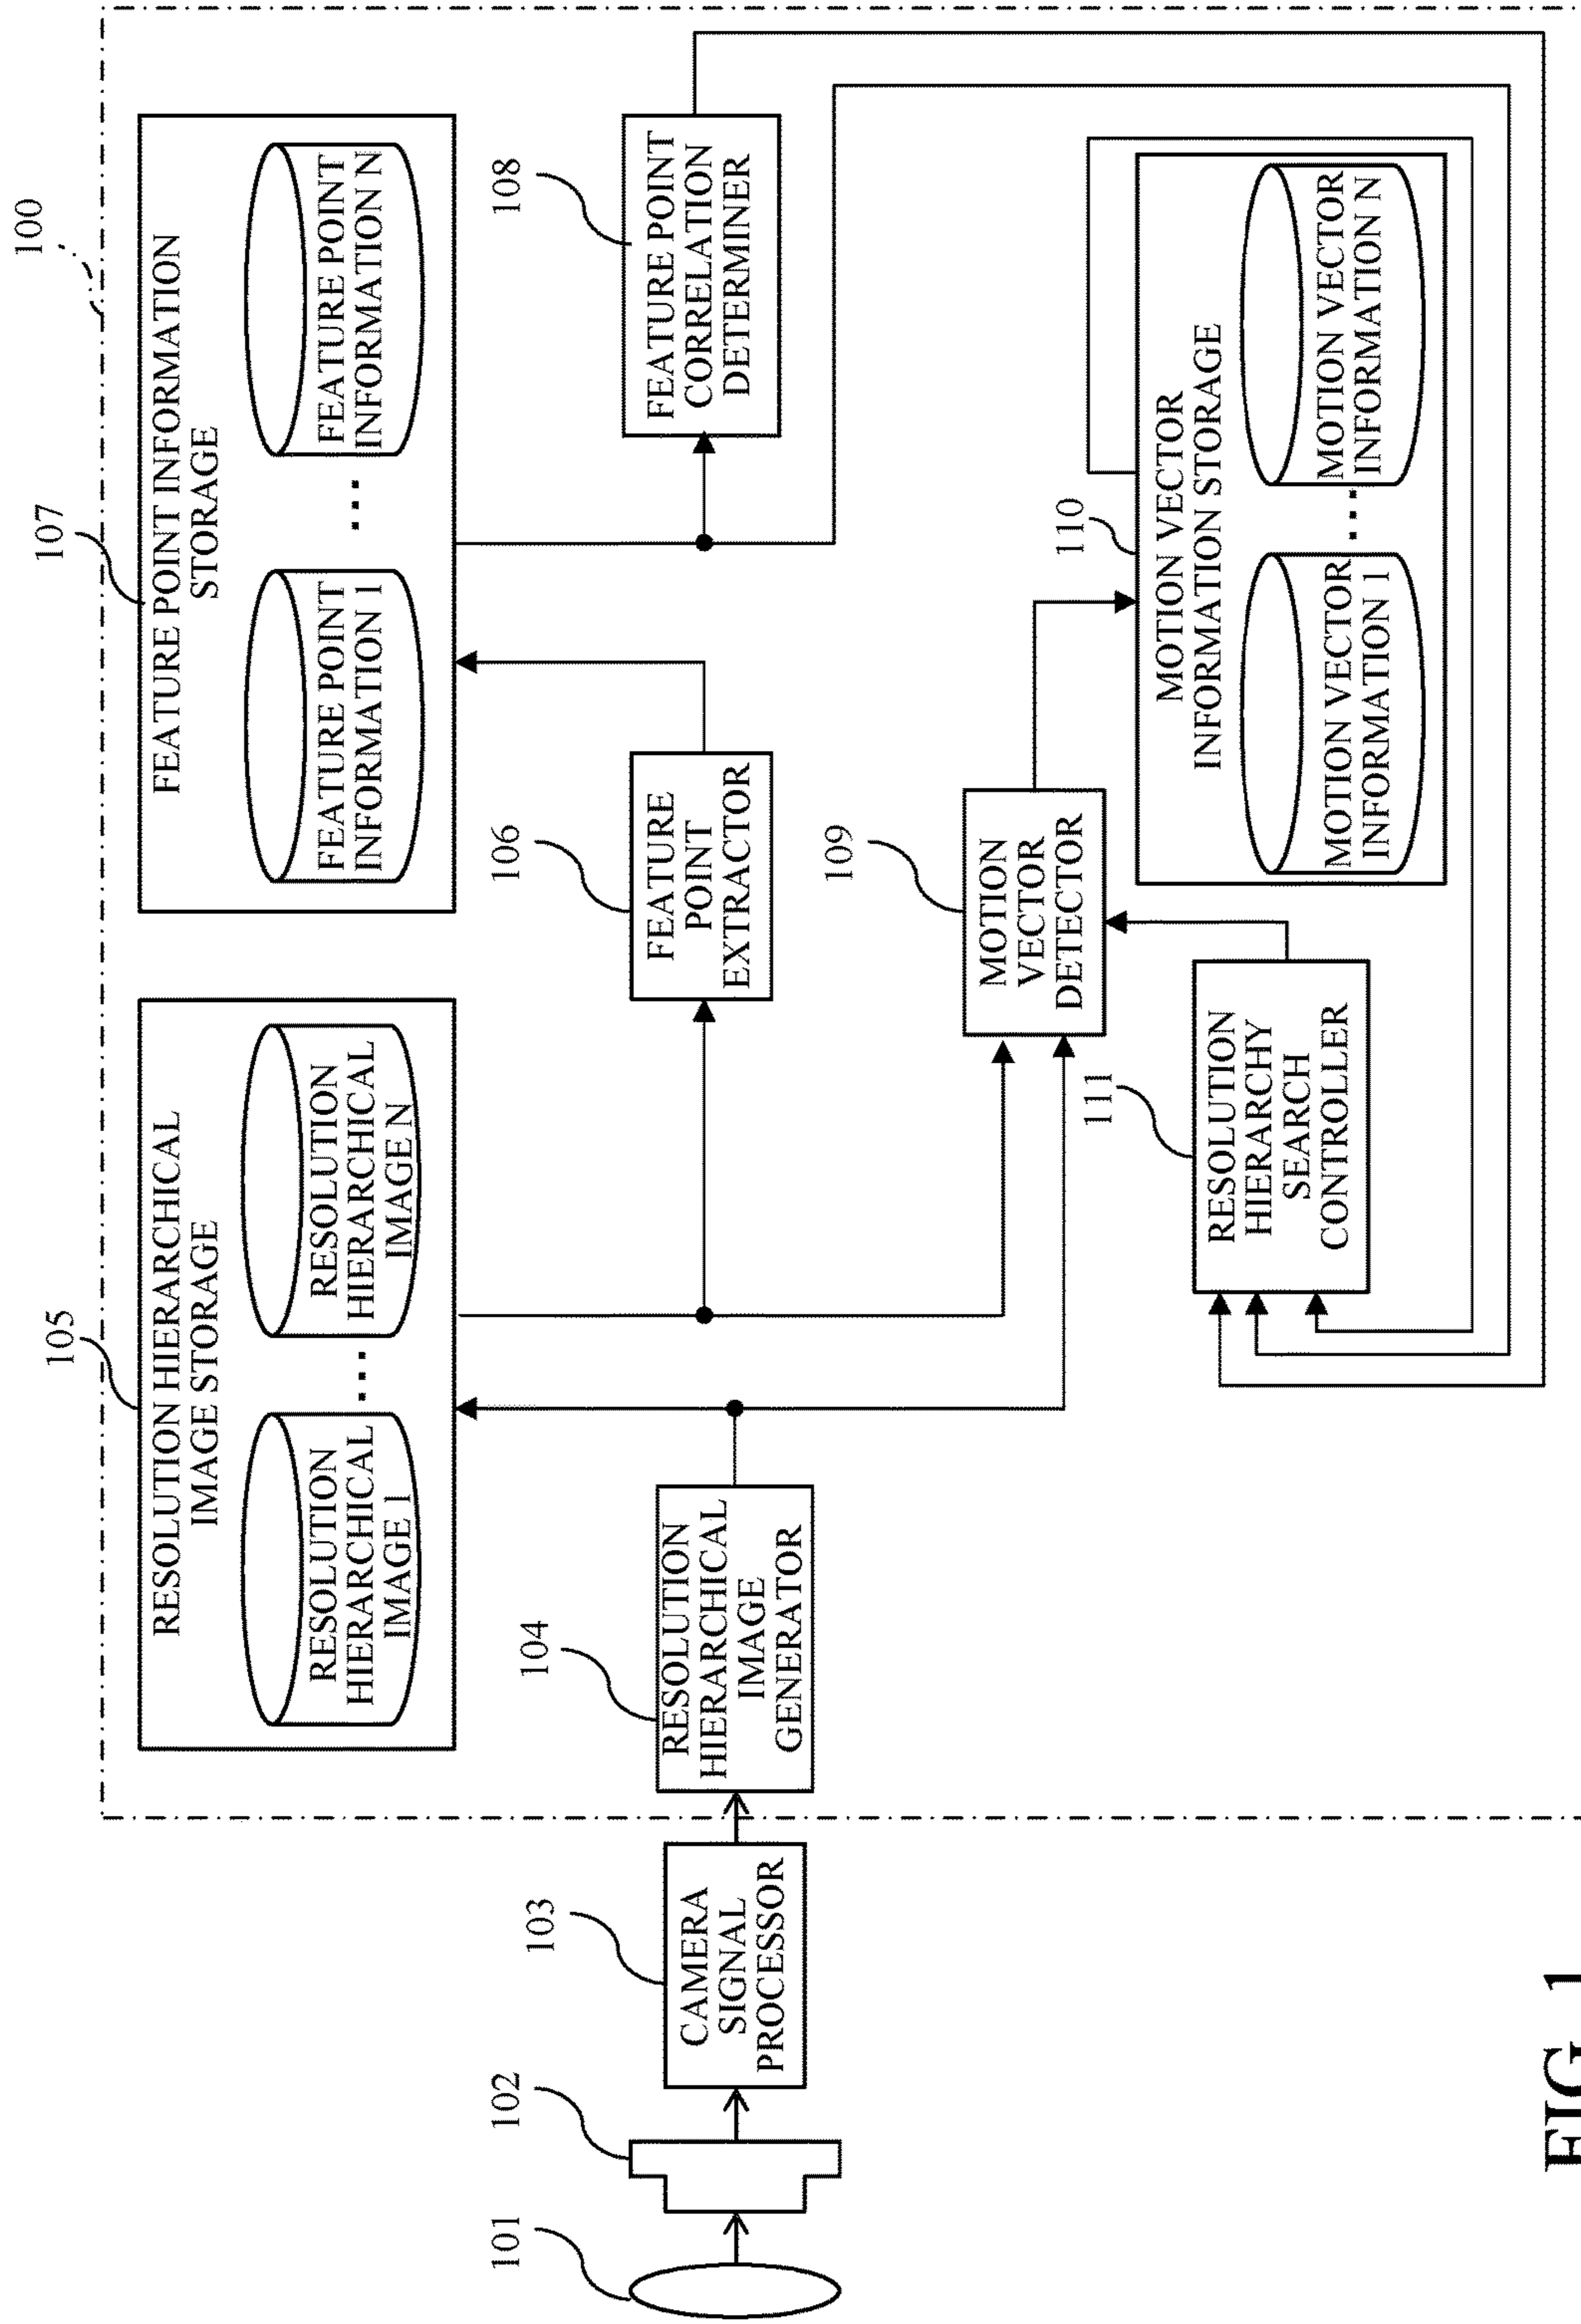 100
105
RESOLUTION HIERARCHICAL
IMAGE STORAGE
RESOLUTION
HIERARCHICAL
IMAGE 1
...
RESOLUTION
HIERARCHICAL
IMAGE N
107
FEATURE POINT INFORMATION
STORAGE
FEATURE POINT
INFORMATION 1
...
FEATURE POINT
INFORMATION N
101
102
103
CAMERA
SIGNAL
PROCESSOR
104
RESOLUTION
HIERARCHICAL
IMAGE
GENERATOR
106
FEATURE
POINT
EXTRACTOR
108
FEATURE POINT
CORRELATION
DETERMINER
109
MOTION
VECTOR
DETECTOR
111
RESOLUTION
HIERARCHY
SEARCH
CONTROLLER
110
MOTION VECTOR
INFORMATION STORAGE
MOTION VECTOR
INFORMATION 1
...
MOTION VECTOR
INFORMATION N
FIG. 1